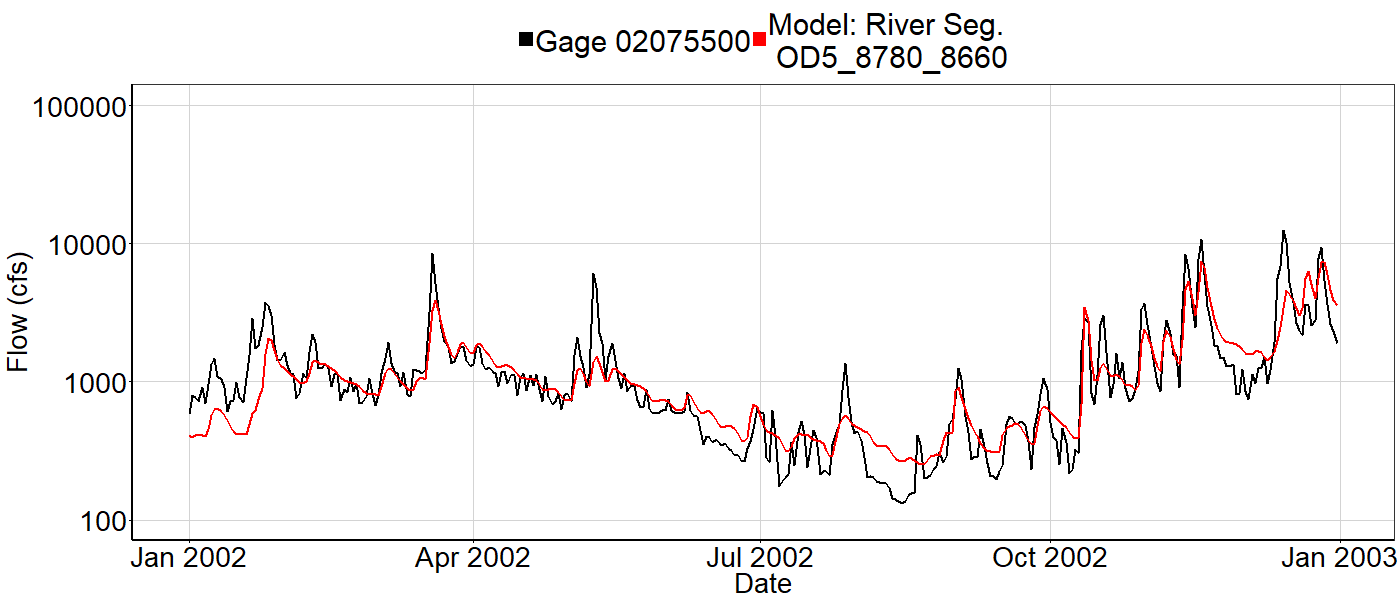 Gage 02075500
Model: River Seg.
OD5_8780_8660
100000
10000
1000
100
Flow (cfs)
Jan 2002
Apr 2002
Jul 2002
Oct 2002
Jan 2003
Date